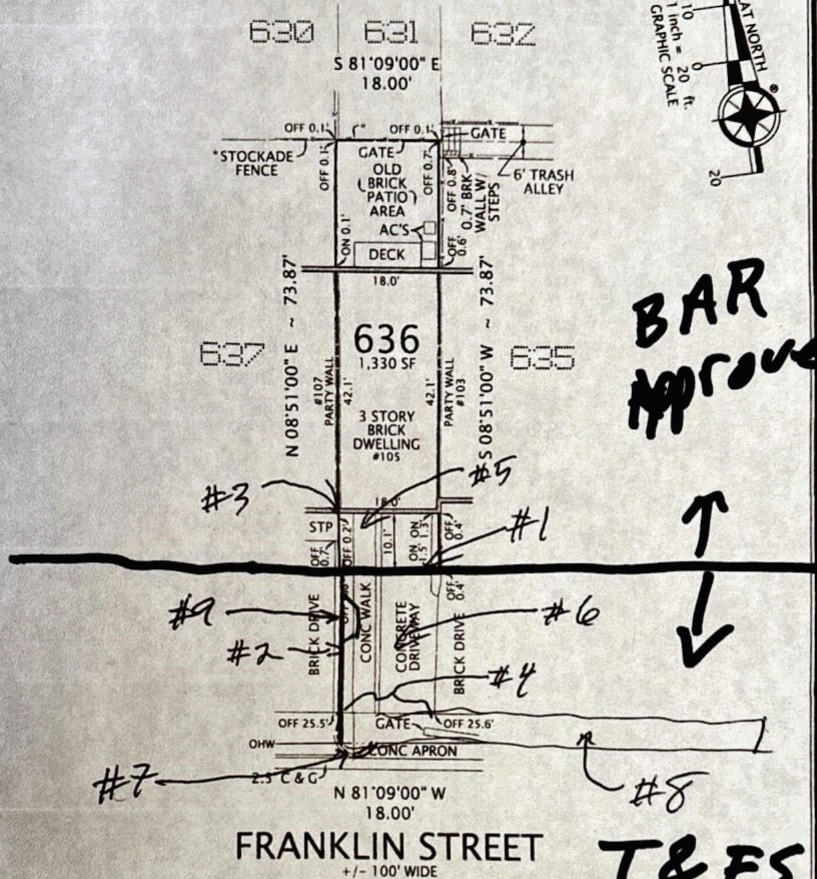 630 631 632
S 81°09'00" E
18.00'
AT NORTH
10
0
20
1 inch = 20 ft.
GRAPHIC SCALE
OFF 0.1' OFF 0.1'
GATE
*STOCKADE
FENCE
GATE
6' TRASH
ALLEY
OFF 0.1'
OFF 0.7'
OFF 0.8'
0.7' BRK
WALL W/
STEPS
OLD
BRICK
(PATIO)
AREA
AC'S
ON 0.1'
OFF
0.6'
DECK
18.0'
N 08°51'00" E ~ 73.87'
S 08°51'00" W ~ 73.87'
637 636 635
1,330 SF
#107
PARTY WALL
42.1'
42.1'
PARTY WALL
#103
3 STORY
BRICK
DWELLING
#105
BAR
Approve
#3
#5
18.0'
STP
OFF 0.2'
OFF
0.7'
10.1'
ON
ON 1.3'
OFF
0.4'
#1
OFF
0.4'
#9
#2
BRICK DRIVE
CONC WALK
CONCRETE
DRIVEWAY
BRICK DRIVE
#6
#4
OFF 25.5'
GATE
OFF 25.6'
OHW
CONC APRON
2.5' C & G
#7
#8
N 81°09'00" W
18.00'
FRANKLIN STREET
+/- 100' WIDE
T&ES